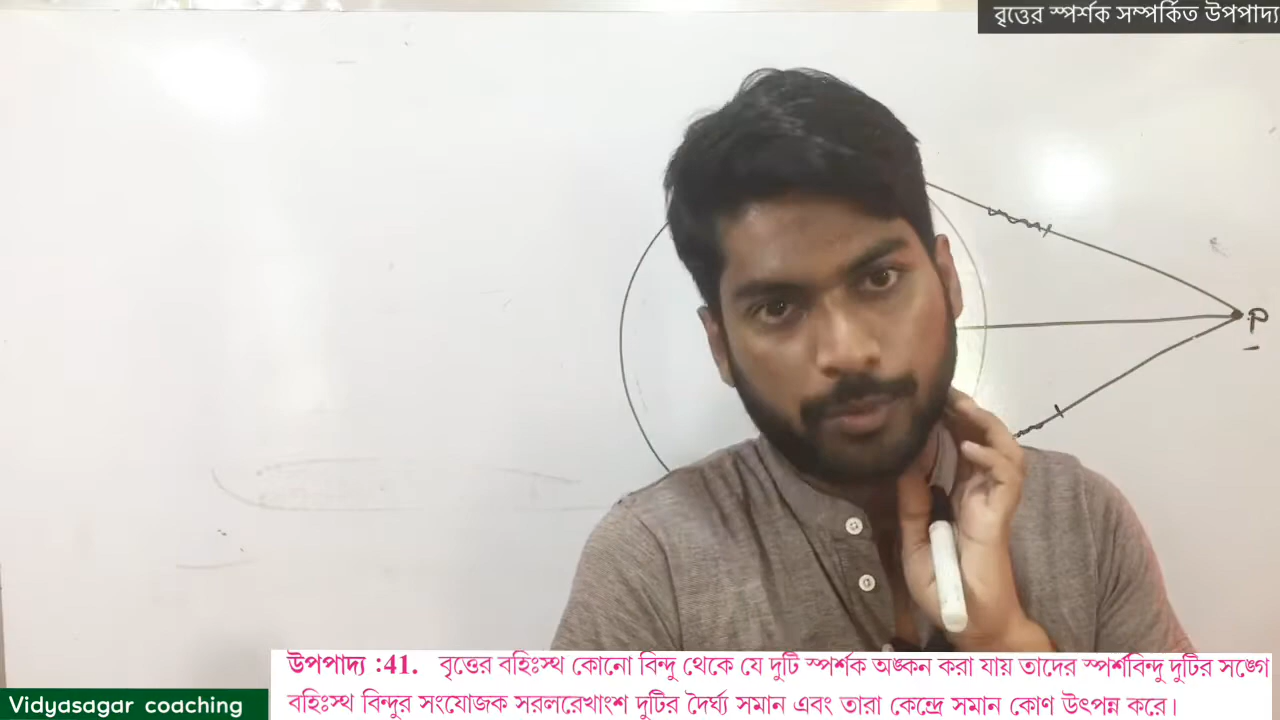 বৃত্তের স্পর্শক সম্পর্কিত উপপাদ্য
P
উপপাদ্য :41. বৃত্তের বহিঃস্থ কোনো বিন্দু থেকে যে দুটি স্পর্শক অঙ্কন করা যায় তাদের স্পর্শবিন্দু দুটির সঙ্গে
বহিঃস্থ বিন্দুর সংযোজক সরলরেখাংশ দুটির দৈর্ঘ্য সমান এবং তারা কেন্দ্রে সমান কোণ উৎপন্ন করে।
Vidyasagar coaching